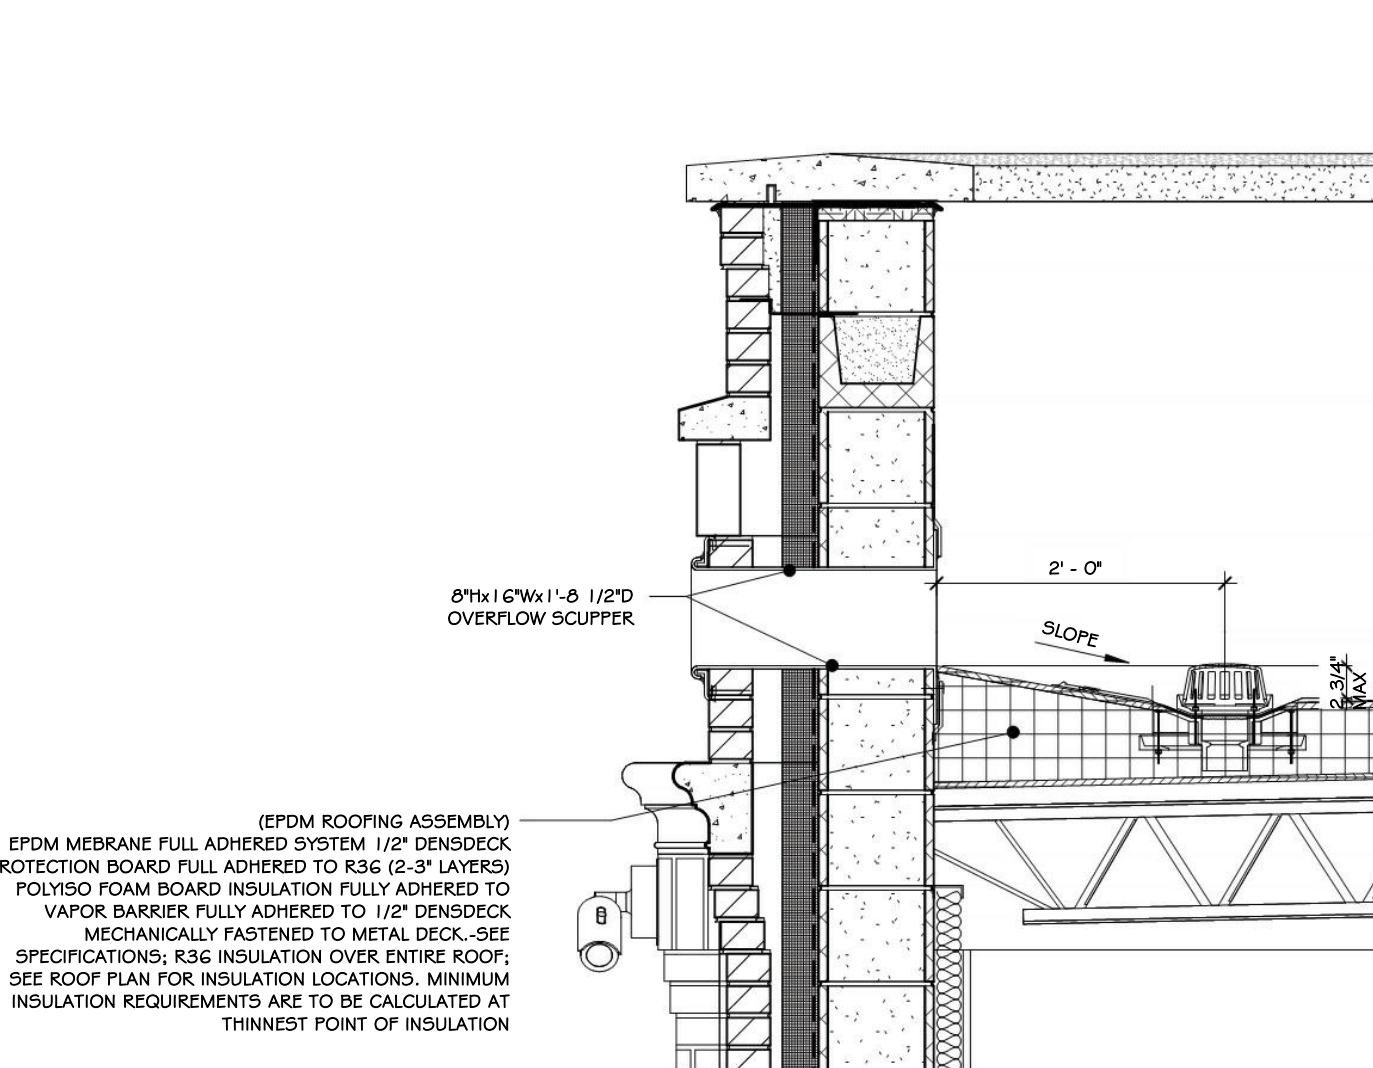 2' - 0"
8"Hx16"Wx1'-8 1/2"D
OVERFLOW SCUPPER
SLOPE
2 3/4"
MAX
(EPDM ROOFING ASSEMBLY)
EPDM MEBRANE FULL ADHERED SYSTEM 1/2" DENSDECK
ROTECTION BOARD FULL ADHERED TO R36 (2-3" LAYERS)
POLYISO FOAM BOARD INSULATION FULLY ADHERED TO
VAPOR BARRIER FULLY ADHERED TO 1/2" DENSDECK
MECHANICALLY FASTENED TO METAL DECK.-SEE
SPECIFICATIONS; R36 INSULATION OVER ENTIRE ROOF;
SEE ROOF PLAN FOR INSULATION LOCATIONS. MINIMUM
INSULATION REQUIREMENTS ARE TO BE CALCULATED AT
THINNEST POINT OF INSULATION